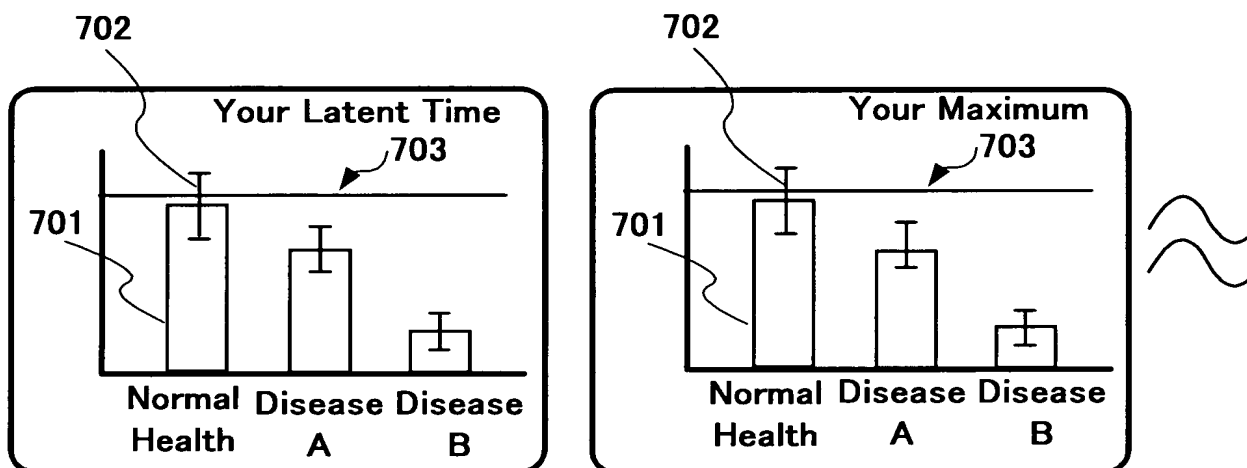 702
Your Latent Time
703
701
Normal Health
Disease A
Disease B
702
Your Maximum
703
701
Normal Health
Disease A
Disease B